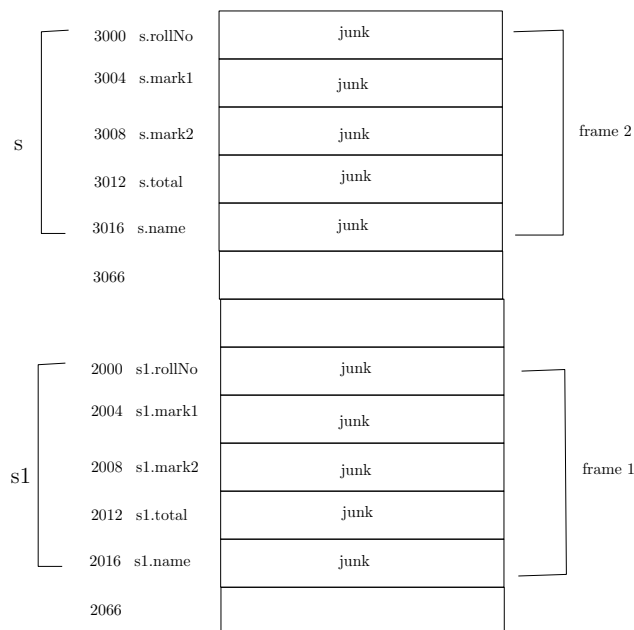 3000 s.rollNo junk
3004 s.mark1 junk
3008 s.mark2 junk
frame 2
s
3012 s.total junk
3016 s.name junk
3066
2000 s1.rollNo junk
2004 s1.mark1 junk
2008 s1.mark2 junk
frame 1
s1
2012 s1.total junk
2016 s1.name junk
2066